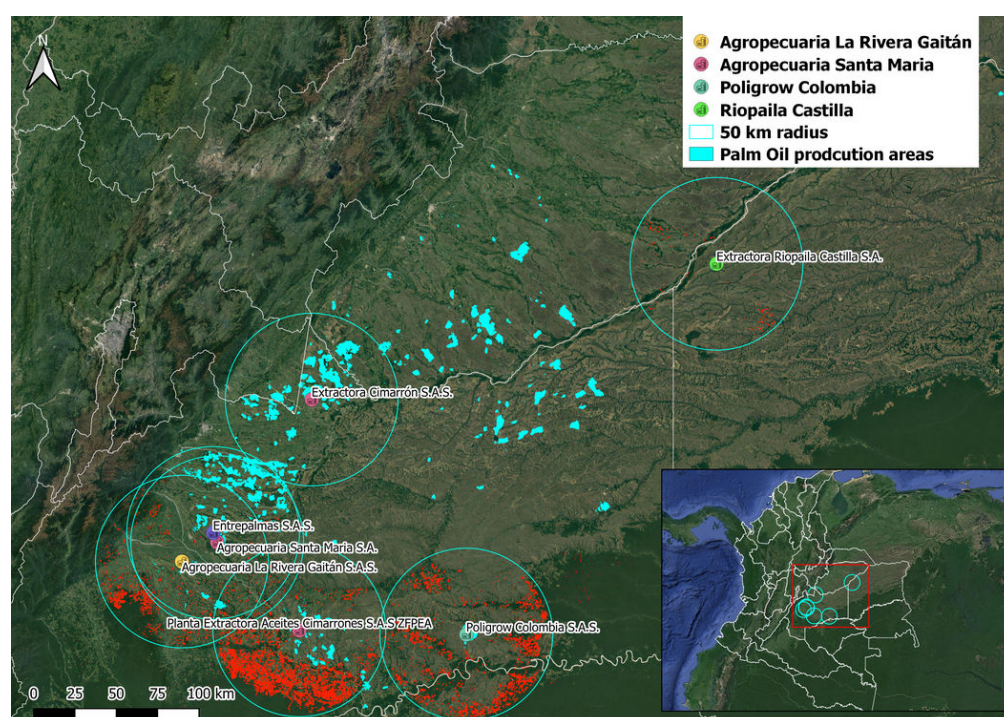 N
Agropecuaria La Rivera Gaitán
Agropecuaria Santa Maria
Poligrow Colombia
Riopaila Castilla
50 km radius
Palm Oil prodcution areas
Extractora Riopaila Castilla S.A.
Extractora Cimarrón S.A.S.
Entrepalmas S.A.S.
Agropecuaria Santa Maria S.A.
Agropecuaria La Rivera Gaitán S.A.S.
Planta Extractora Aceites Cimarrones S.A.S ZFPEA
Poligrow Colombia S.A.S.
0 25 50 75 100 km